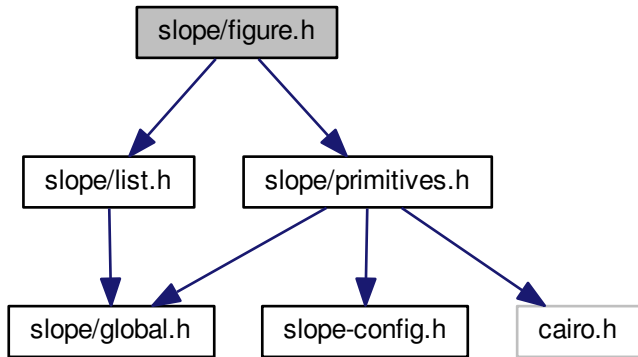 slope/figure.h
slope/list.h
slope/primitives.h
slope/global.h
slope-config.h
cairo.h